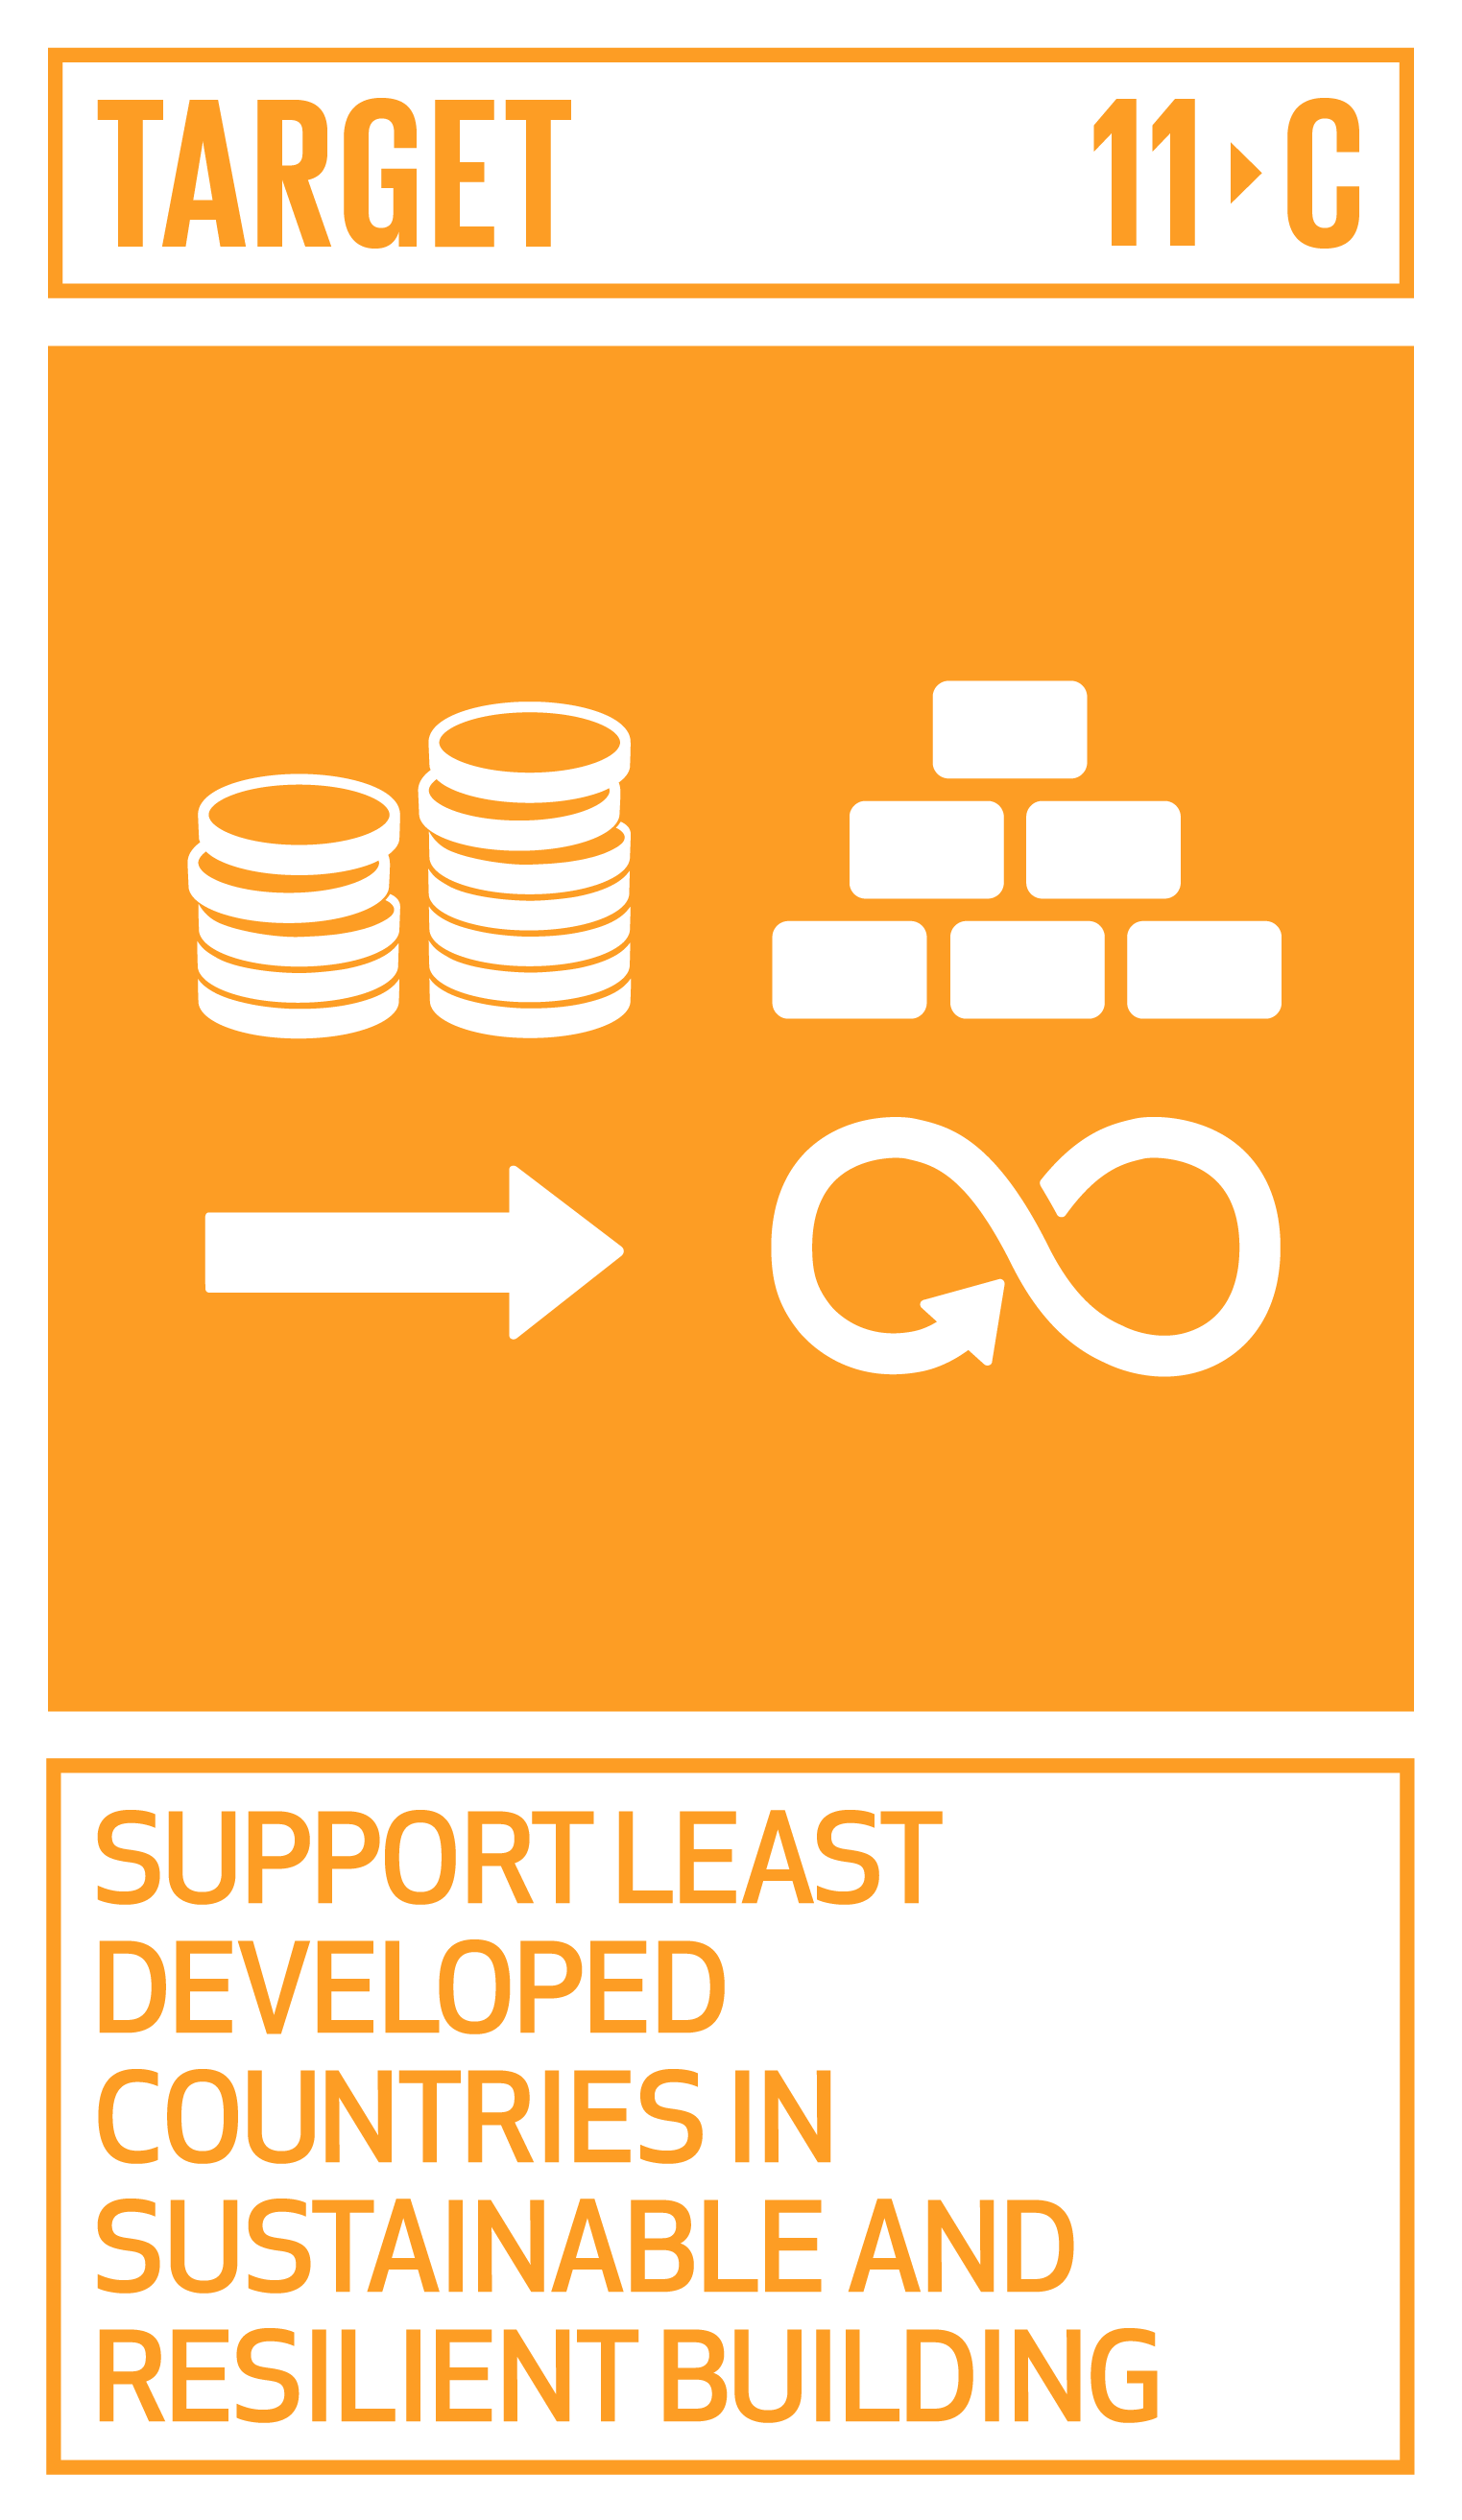 TARGET 11▸C
SUPPORT LEAST
DEVELOPED
COUNTRIES IN
SUSTAINABLE AND
RESILIENT BUILDING